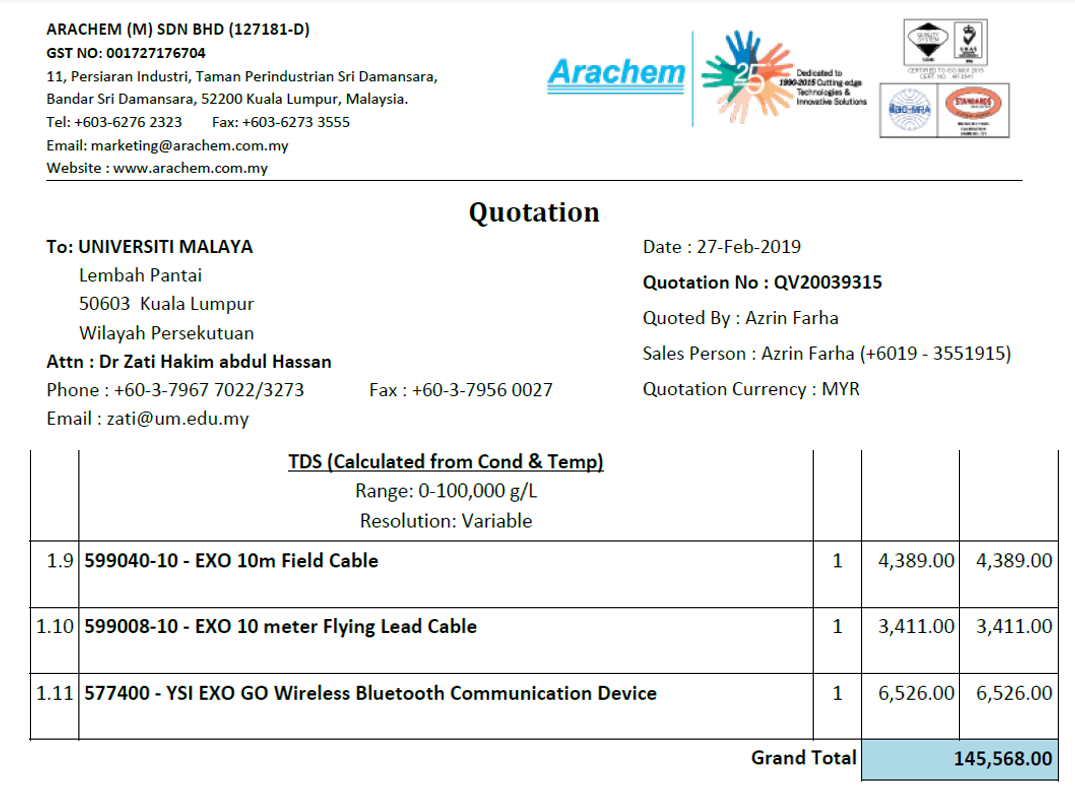 ARACHEM (M) SDN BHD (127181-D)
GST NO: 001727176704
11, Persiaran Industri, Taman Perindustrian Sri Damansara,
Bandar Sri Damansara, 52200 Kuala Lumpur, Malaysia.
Tel: +603-6276 2323 Fax: +603-6273 3555
Email: marketing@arachem.com.my
Website : www.arachem.com.my
Arachem
25
Dedicated to
1990-2015 Cutting-edge
Technologies &
Innovative Solutions
QUALITY
SYSTEM
UKAS
CERTIFIED TO ISO 9001:2015
ilac-MRA
STANDARDS
Quotation
To: UNIVERSITI MALAYA
Lembah Pantai
50603 Kuala Lumpur
Wilayah Persekutuan
Attn : Dr Zati Hakim abdul Hassan
Phone : +60-3-7967 7022/3273 Fax : +60-3-7956 0027
Email : zati@um.edu.my
Date : 27-Feb-2019
Quotation No : QV20039315
Quoted By : Azrin Farha
Sales Person : Azrin Farha (+6019 - 3551915)
Quotation Currency : MYR
TDS (Calculated from Cond & Temp)
Range: 0-100,000 g/L
Resolution: Variable
1.9 599040-10 - EXO 10m Field Cable 1 4,389.00 4,389.00
1.10 599008-10 - EXO 10 meter Flying Lead Cable 1 3,411.00 3,411.00
1.11 577400 - YSI EXO GO Wireless Bluetooth Communication Device 1 6,526.00 6,526.00
Grand Total 145,568.00